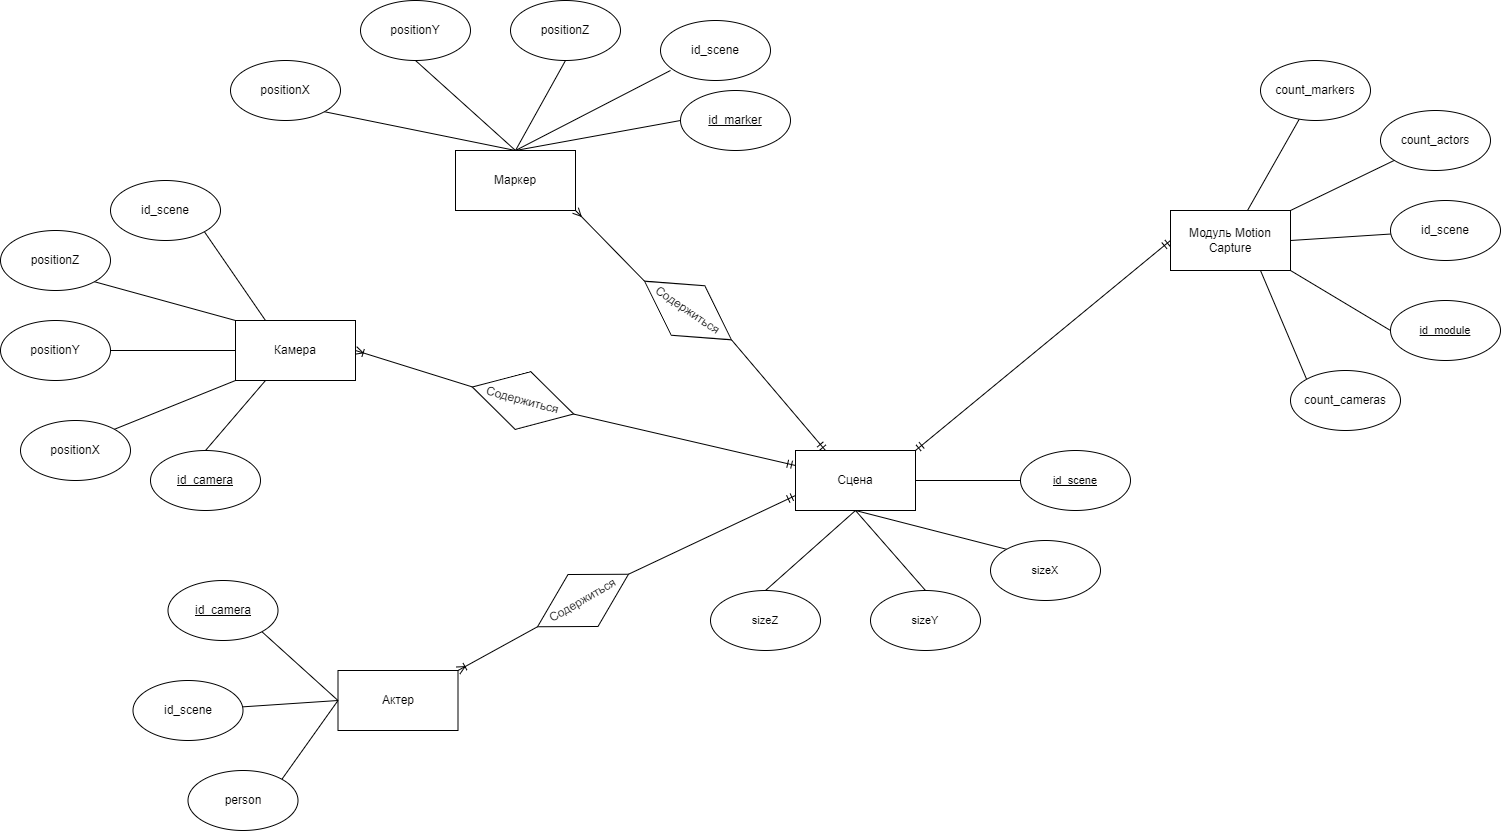 positionY
positionZ
id_scene
positionX
id_marker
Маркер
count_markers
count_actors
id_scene
Модуль Motion
Capture
id_module
count_cameras
id_scene
positionZ
positionY
Камера
positionX
id_camera
Содержиться
Содержиться
Сцена
id_scene
sizeX
sizeY
sizeZ
Содержиться
id_camera
id_scene
Актер
person